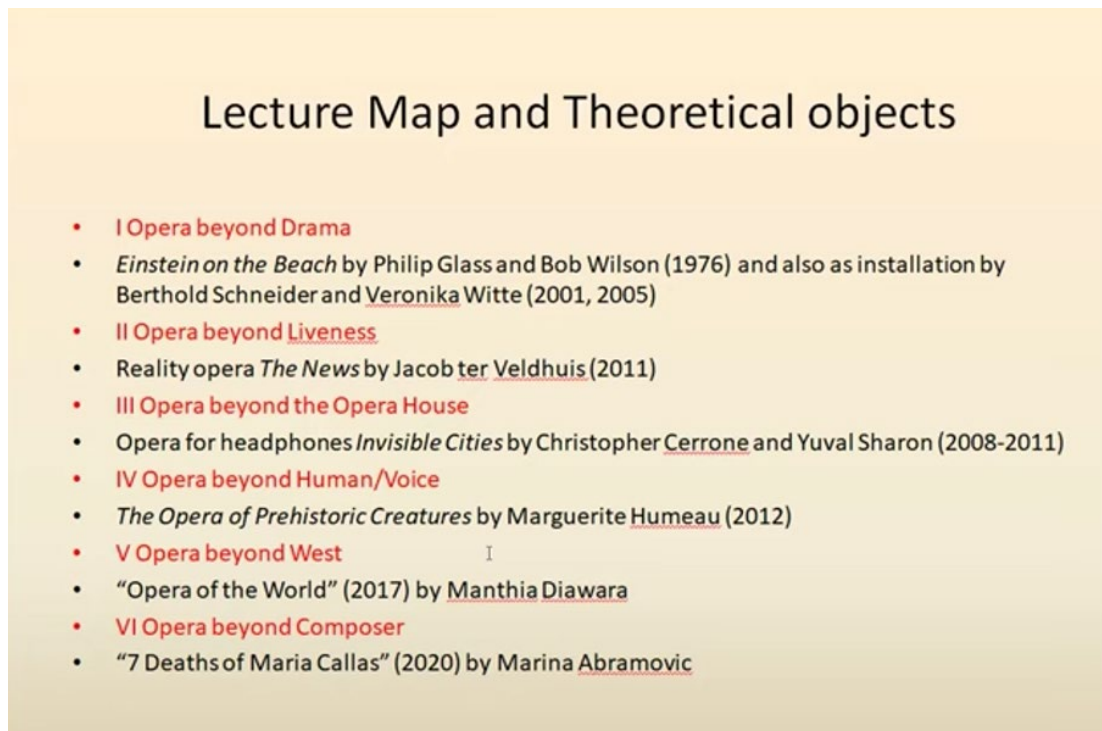 Lecture Map and Theoretical objects
• I Opera beyond Drama
• Einstein on the Beach by Philip Glass and Bob Wilson (1976) and also as installation by
Berthold Schneider and Veronika Witte (2001, 2005)
• II Opera beyond Liveness
• Reality opera The News by Jacob ter Veldhuis (2011)
• III Opera beyond the Opera House
• Opera for headphones Invisible Cities by Christopher Cerrone and Yuval Sharon (2008-2011)
• IV Opera beyond Human/Voice
• The Opera of Prehistoric Creatures by Marguerite Humeau (2012)
• V Opera beyond West
• “Opera of the World” (2017) by Manthia Diawara
• VI Opera beyond Composer
• “7 Deaths of Maria Callas” (2020) by Marina Abramovic